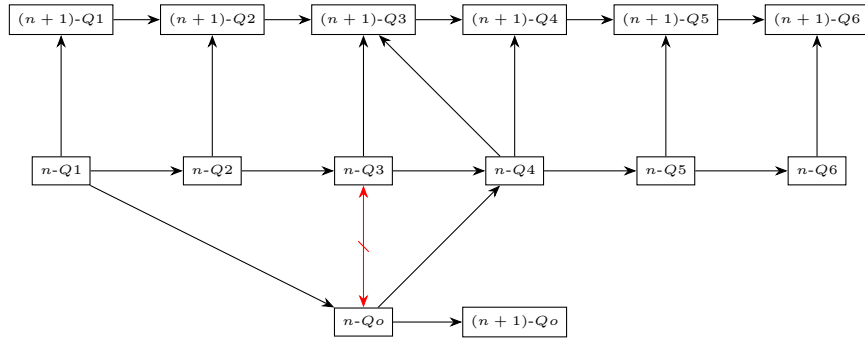 (n + 1)-Q1 (n + 1)-Q2 (n + 1)-Q3 (n + 1)-Q4 (n + 1)-Q5 (n + 1)-Q6
n-Q1 n-Q2 n-Q3 n-Q4 n-Q5 n-Q6
n-Qo (n + 1)-Qo